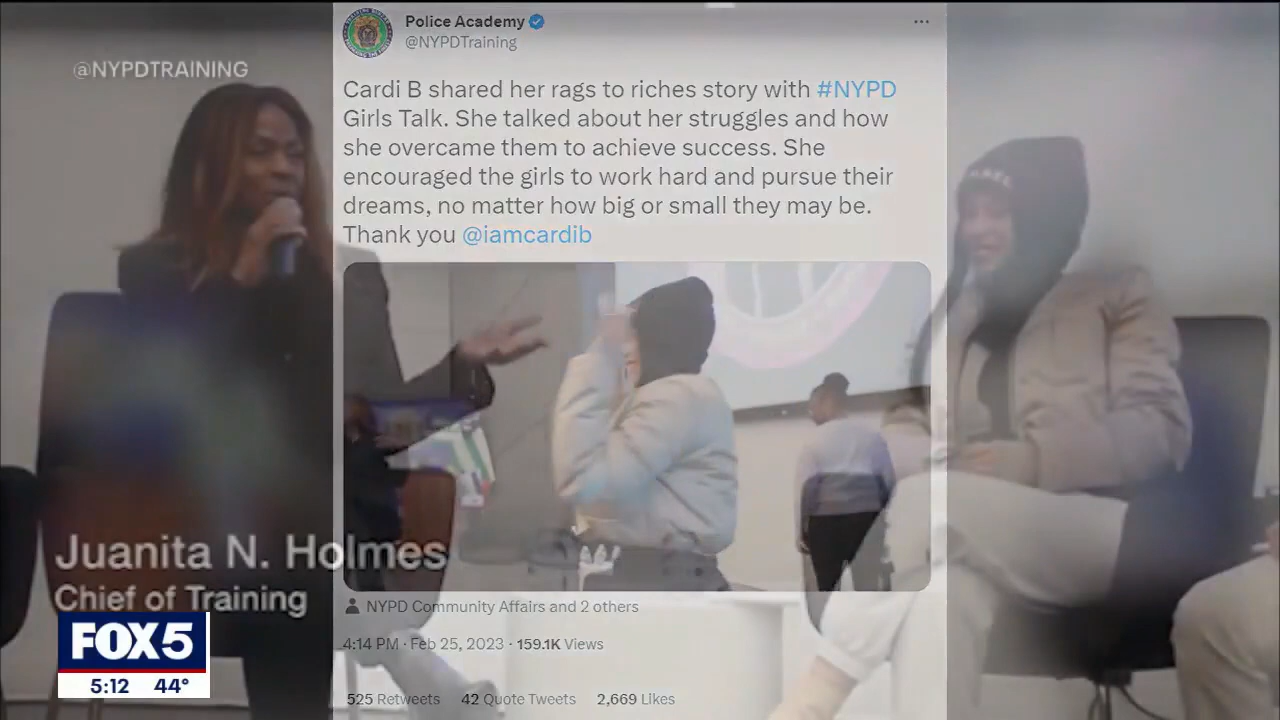 Police Academy
@NYPDTraining
@NYPDTRAINING
Cardi B shared her rags to riches story with #NYPD
Girls Talk. She talked about her struggles and how
she overcame them to achieve success. She
encouraged the girls to work hard and pursue their
dreams, no matter how big or small they may be.
Thank you @iamcardib
Juanita N. Holmes
Chief of Training
NYPD Community Affairs and 2 others
4:14 PM · Feb 25, 2023 · 159.1K Views
525 Retweets 42 Quote Tweets 2,669 Likes
FOX5
5:12 44°